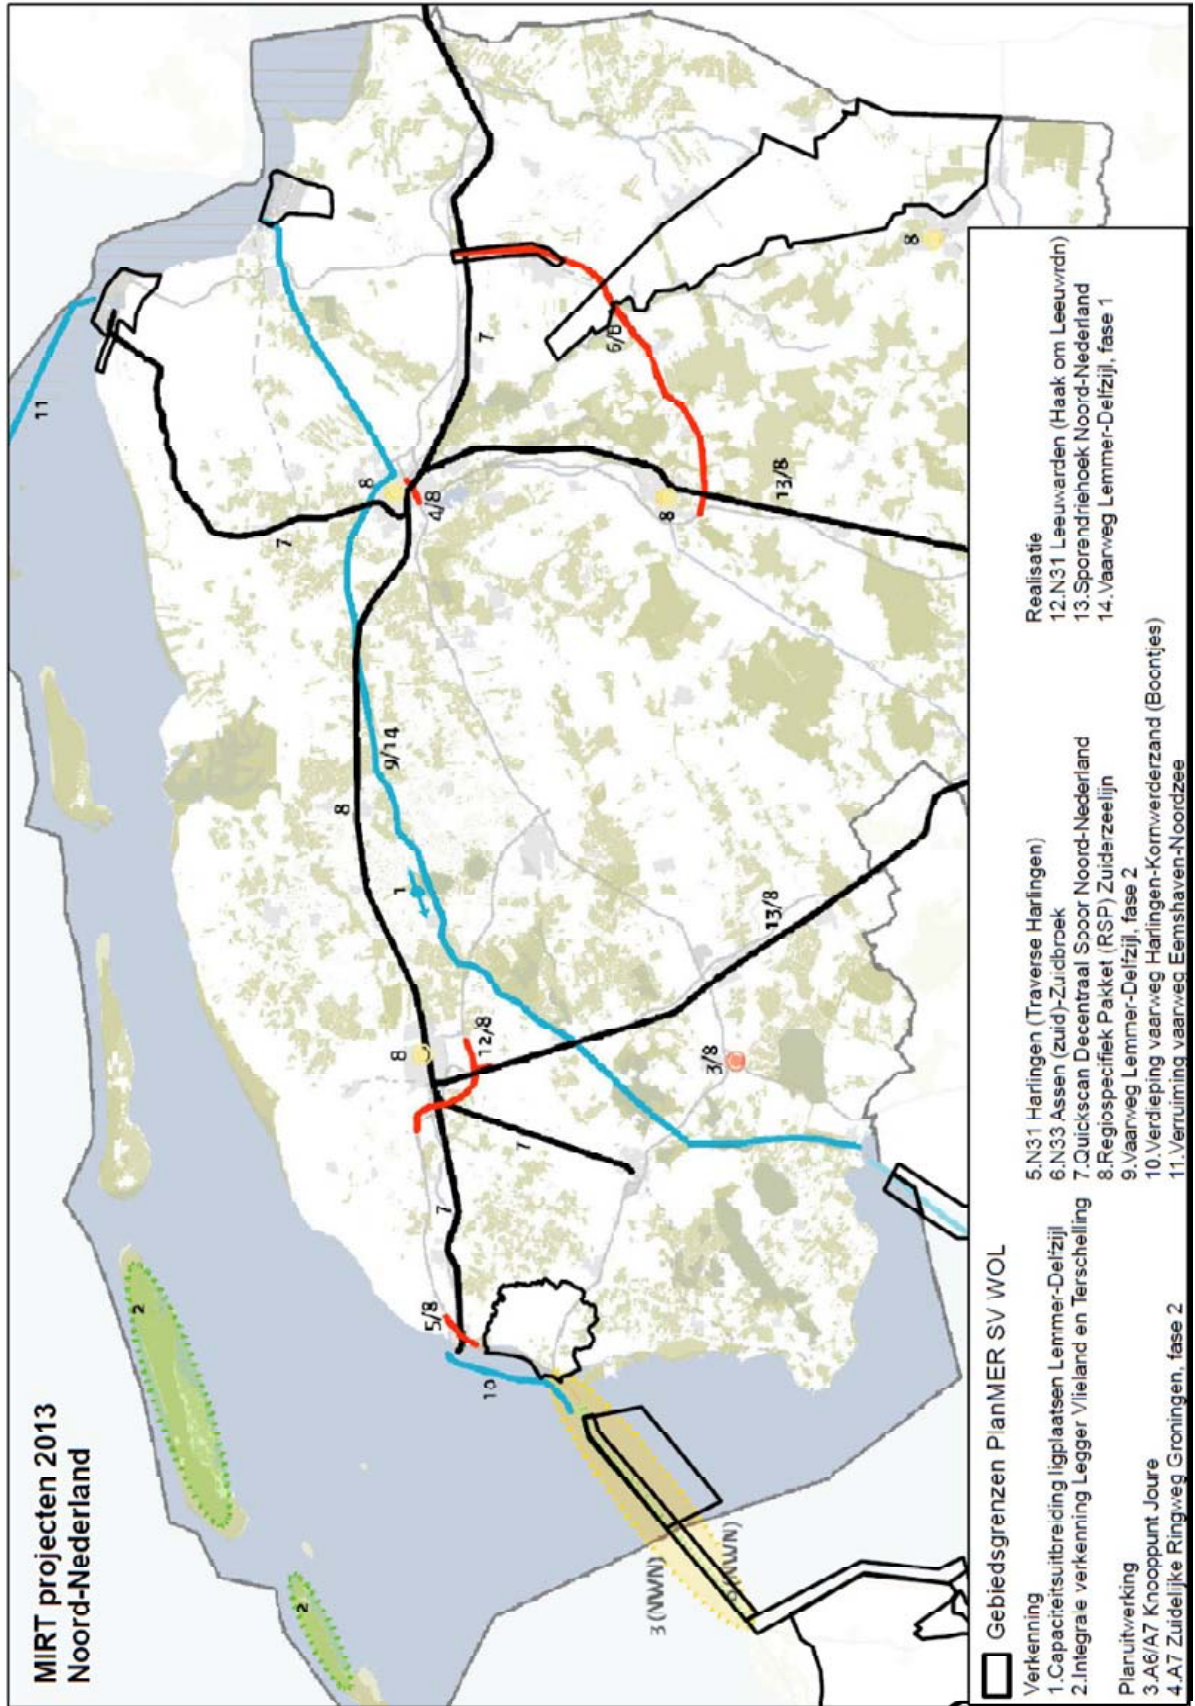 MIRT projecten 2013
Noord-Nederland
2
2
11
7
8
4/8
7
6/8
8
8
13/8
8
9/14
1
8
12/8
13/8
3/8
7
7
5/8
10
3 (NWN)
(NWN)
Gebiedsgrenzen PlanMER SV WOL
Verkenning
1.Capaciteitsuitbreiding ligplaatsen Lemmer-Delfzijl
2.Integrale verkenning Legger Vlieland en Terschelling
Planuitwerking
3.A6/A7 Knooppunt Joure
4.A7 Zuidelijke Ringweg Groningen, fase 2
5.N31 Harlingen (Traverse Harlingen)
6.N33 Assen (zuid)-Zuidbroek
7.Quickscan Decentraal Spoor Noord-Nederland
8.Regiospecifiek Pakket (RSP) Zuiderzeelijn
9.Vaarweg Lemmer-Delfzijl, fase 2
10.Verdieping vaarweg Harlingen-Kornwerderzand (Boontjes)
11.Verruiming vaarweg Eemshaven-Noordzee
Realisatie
12.N31 Leeuwarden (Haak om Leeuwrdn)
13.Sporendriehoek Noord-Nederland
14.Vaarweg Lemmer-Delfzijl, fase 1